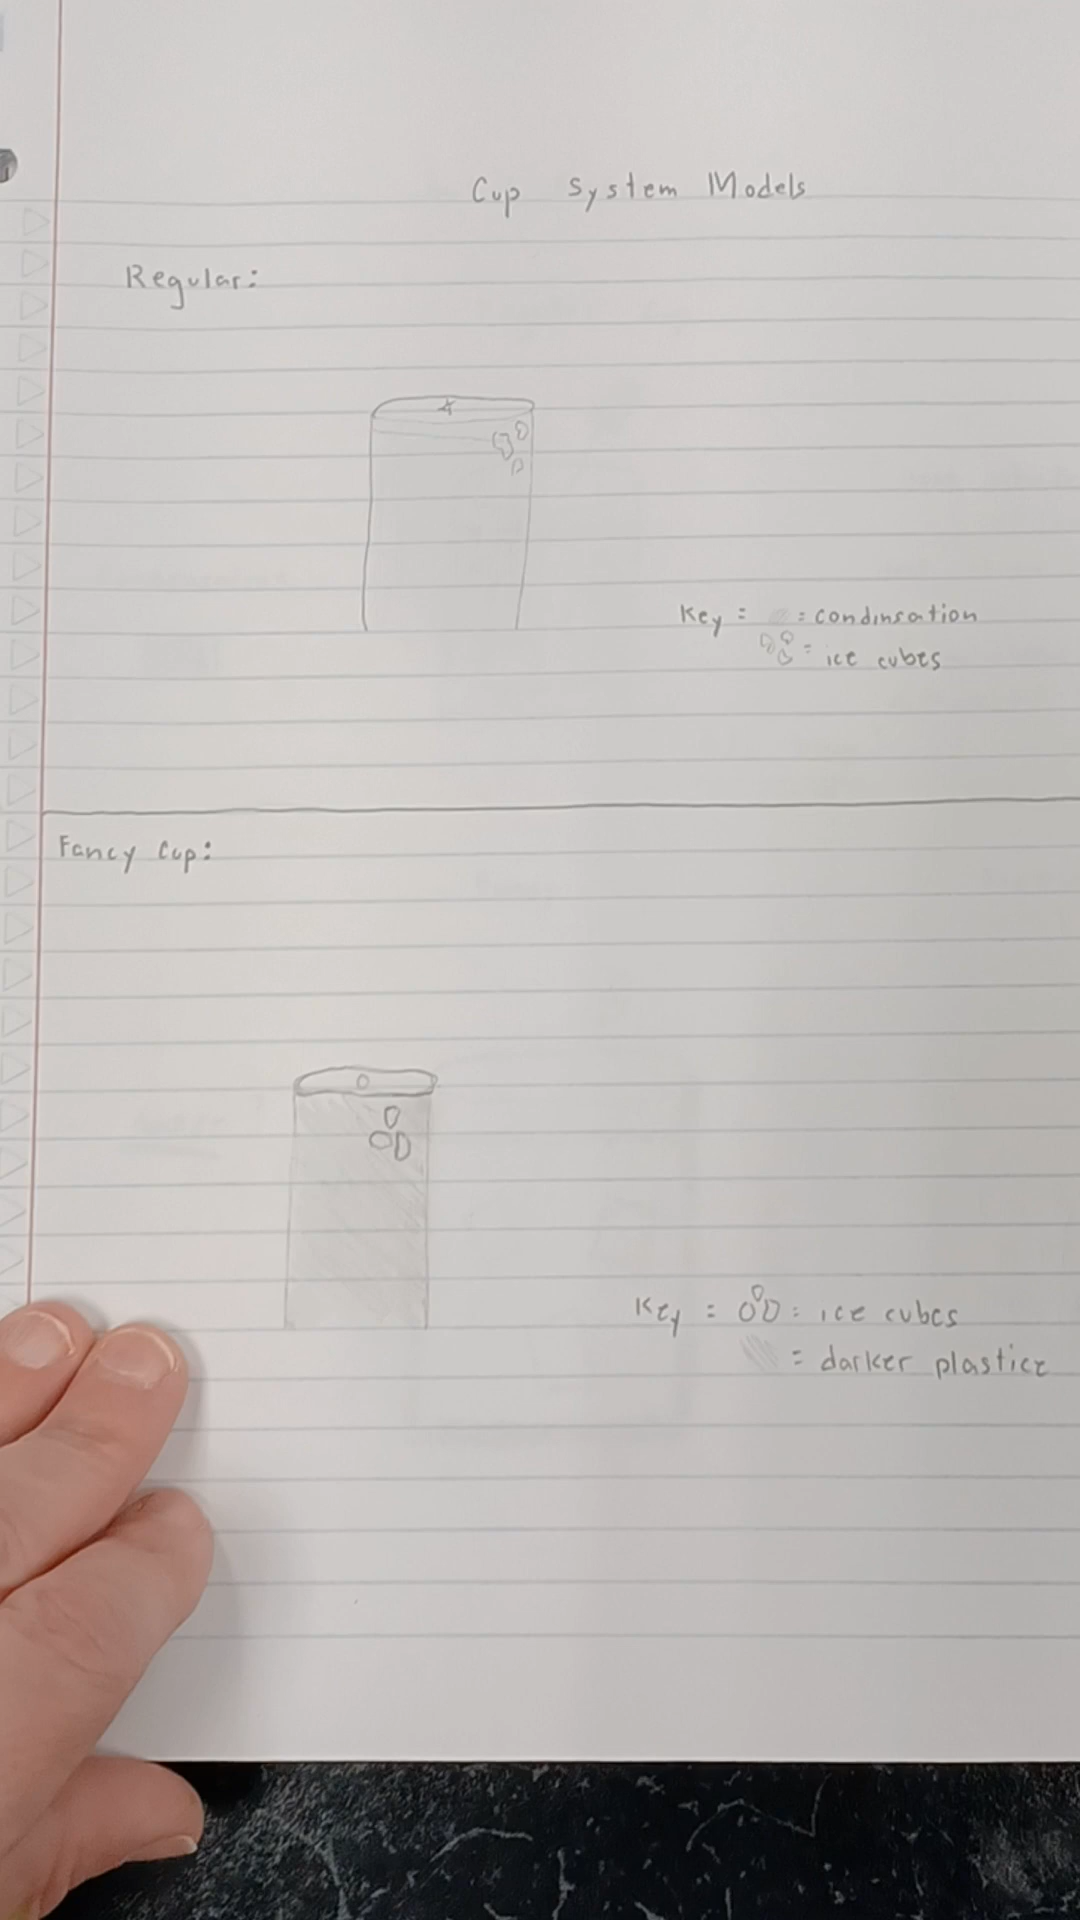 Cup System Models
Regular:
Key = = condinsation
= ice cubes
Fancy Cup:
Key = = ice cubes
= darker plastice